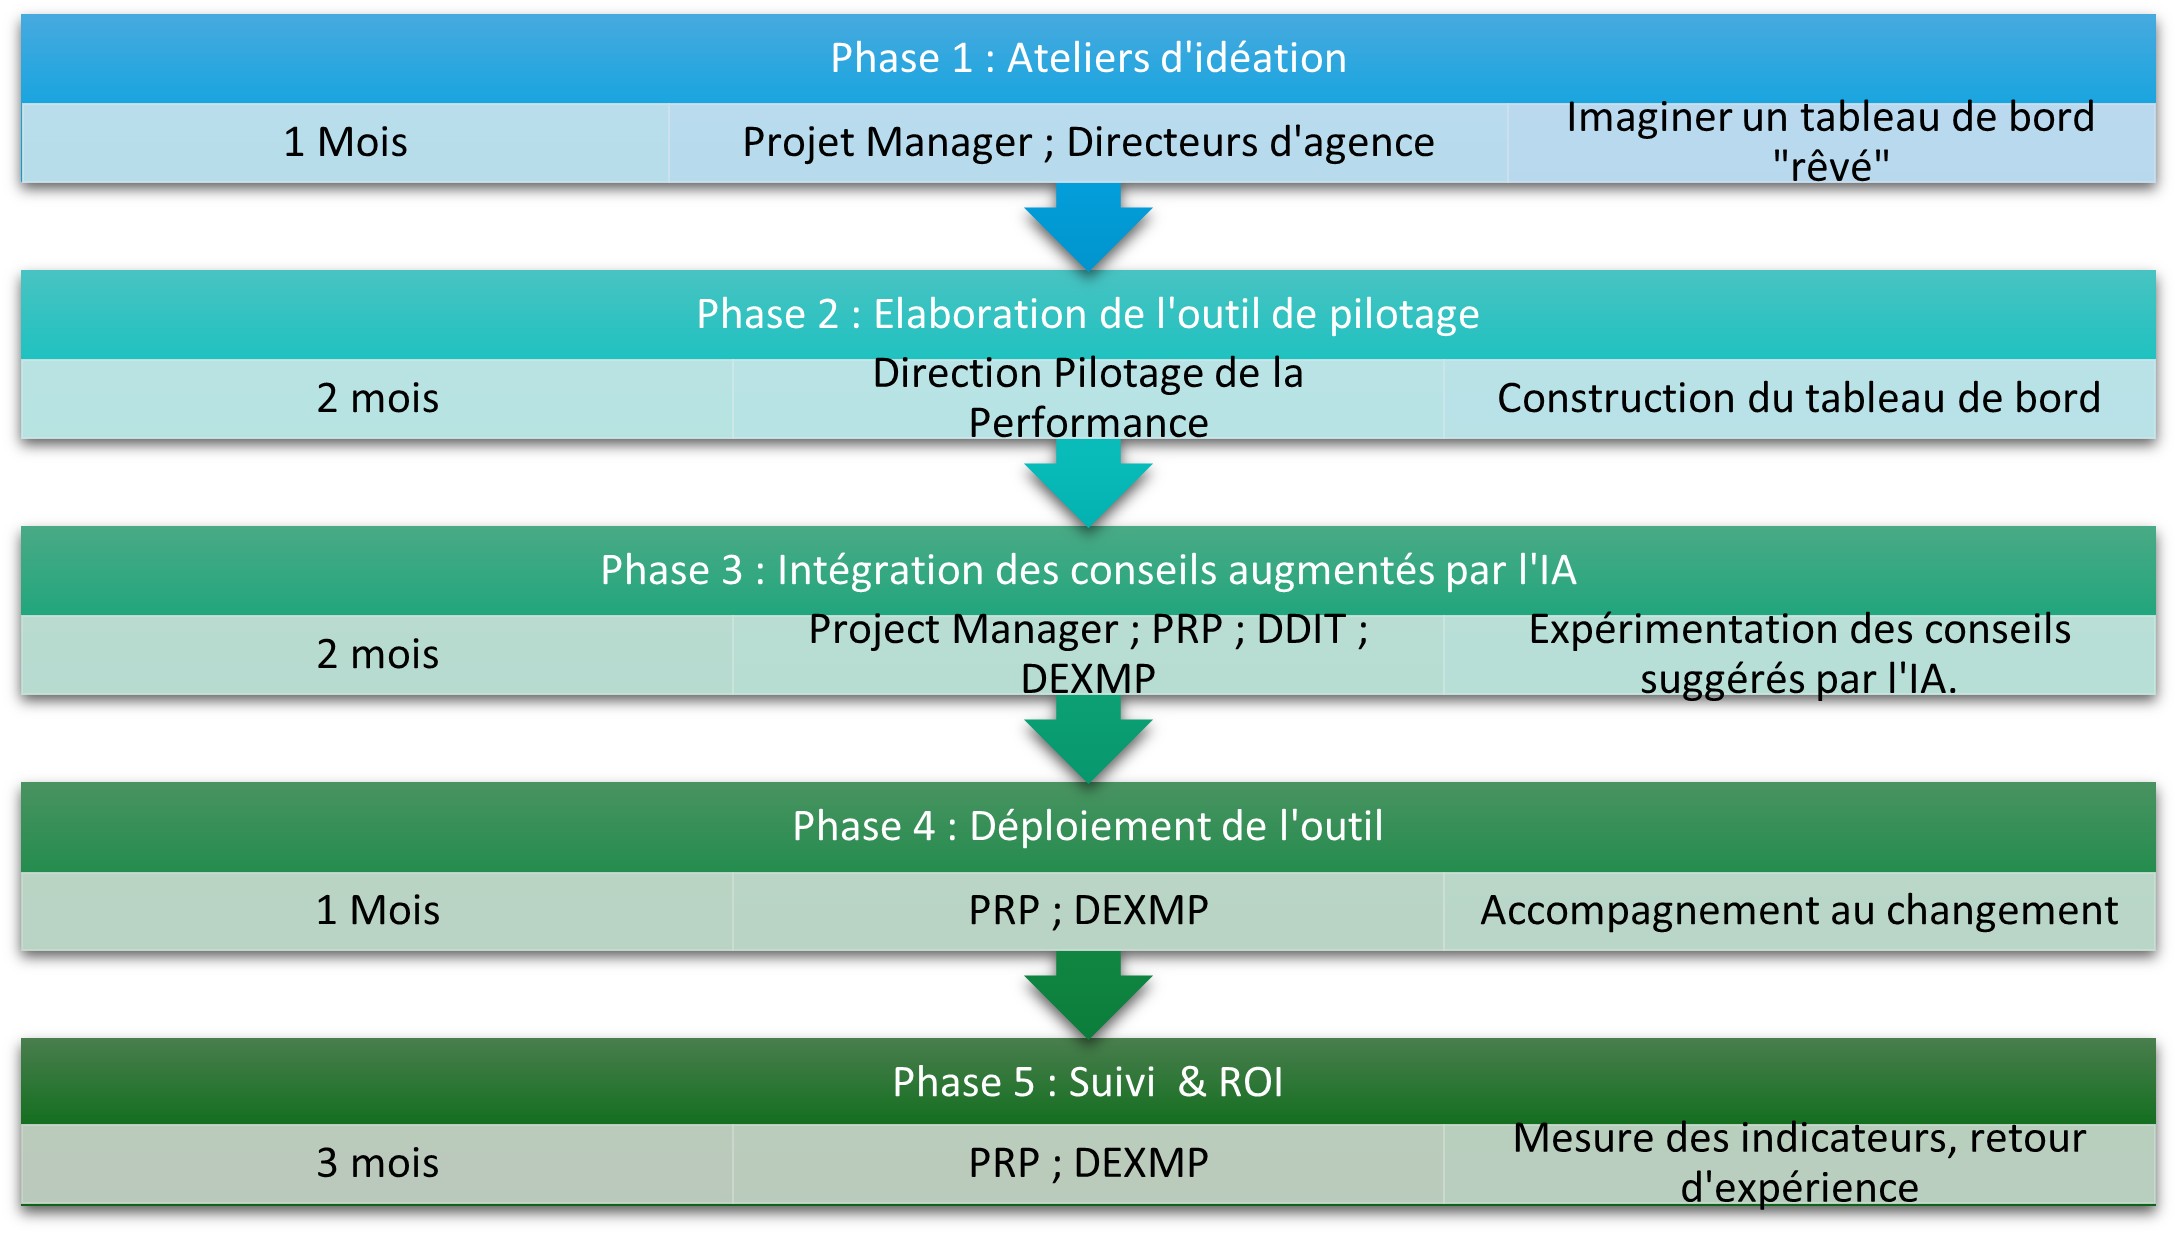 Phase 1 : Ateliers d'idéation
1 Mois
Projet Manager ; Directeurs d'agence
Imaginer un tableau de bord
"rêvé"
Phase 2 : Elaboration de l'outil de pilotage
2 mois
Direction Pilotage de la
Performance
Construction du tableau de bord
Phase 3 : Intégration des conseils augmentés par l'IA
2 mois
Project Manager ; PRP ; DDIT ;
DEXMP
Expérimentation des conseils
suggérés par l'IA.
Phase 4 : Déploiement de l'outil
1 Mois
PRP ; DEXMP
Accompagnement au changement
Phase 5 : Suivi  & ROI
3 mois
PRP ; DEXMP
Mesure des indicateurs, retour
d'expérience